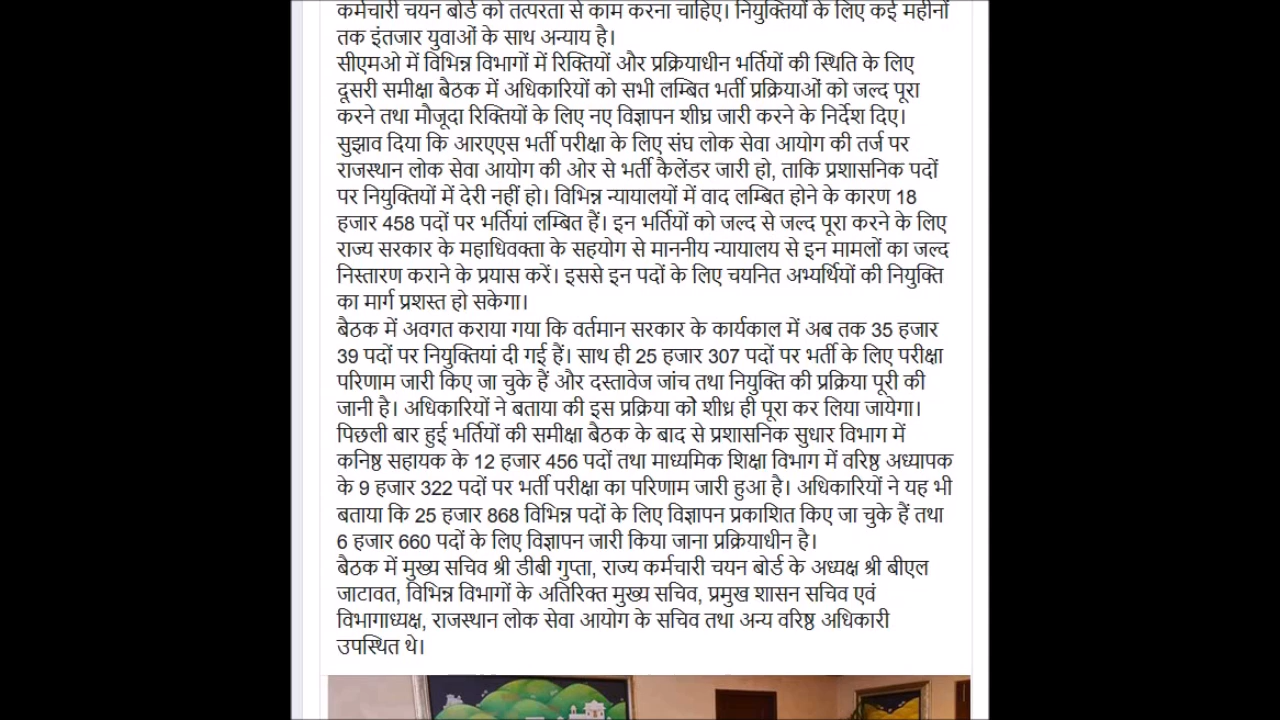 कर्मचारी चयन बोर्ड को तत्परता से काम करना चाहिए। नियुक्तियों के लिए कई महीनों
तक इंतजार युवाओं के साथ अन्याय है।
सीएमओ में विभिन्न विभागों में रिक्तियों और प्रक्रियाधीन भर्तियों की स्थिति के लिए
दूसरी समीक्षा बैठक में अधिकारियों को सभी लम्बित भर्ती प्रक्रियाओं को जल्द पूरा
करने तथा मौजूदा रिक्तियों के लिए नए विज्ञापन शीघ्र जारी करने के निर्देश दिए।
सुझाव दिया कि आरएएस भर्ती परीक्षा के लिए संघ लोक सेवा आयोग की तर्ज पर
राजस्थान लोक सेवा आयोग की ओर से भर्ती कैलेंडर जारी हो, ताकि प्रशासनिक पदों
पर नियुक्तियों में देरी नहीं हो। विभिन्न न्यायालयों में वाद लम्बित होने के कारण 18
हजार 458 पदों पर भर्तियां लम्बित हैं। इन भर्तियों को जल्द से जल्द पूरा करने के लिए
राज्य सरकार के महाधिवक्ता के सहयोग से माननीय न्यायालय से इन मामलों का जल्द
निस्तारण कराने के प्रयास करें। इससे इन पदों के लिए चयनित अभ्यर्थियों की नियुक्ति
का मार्ग प्रशस्त हो सकेगा।
बैठक में अवगत कराया गया कि वर्तमान सरकार के कार्यकाल में अब तक 35 हजार
39 पदों पर नियुक्तियां दी गई हैं। साथ ही 25 हजार 307 पदों पर भर्ती के लिए परीक्षा
परिणाम जारी किए जा चुके हैं और दस्तावेज जांच तथा नियुक्ति की प्रक्रिया पूरी की
जानी है। अधिकारियों ने बताया की इस प्रक्रिया कोे शीध्र ही पूरा कर लिया जायेगा।
पिछली बार हुई भर्तियों की समीक्षा बैठक के बाद से प्रशासनिक सुधार विभाग में
कनिष्ठ सहायक के 12 हजार 456 पदों तथा माध्यमिक शिक्षा विभाग में वरिष्ठ अध्यापक
के 9 हजार 322 पदों पर भर्ती परीक्षा का परिणाम जारी हुआ है। अधिकारियों ने यह भी
बताया कि 25 हजार 868 विभिन्न पदों के लिए विज्ञापन प्रकाशित किए जा चुके हैं तथा
6 हजार 660 पदों के लिए विज्ञापन जारी किया जाना प्रक्रियाधीन है।
बैठक में मुख्य सचिव श्री डीबी गुप्ता, राज्य कर्मचारी चयन बोर्ड के अध्यक्ष श्री बीएल
जाटावत, विभिन्न विभागों के अतिरिक्त मुख्य सचिव, प्रमुख शासन सचिव एवं
विभागाध्यक्ष, राजस्थान लोक सेवा आयोग के सचिव तथा अन्य वरिष्ठ अधिकारी
उपस्थित थे।